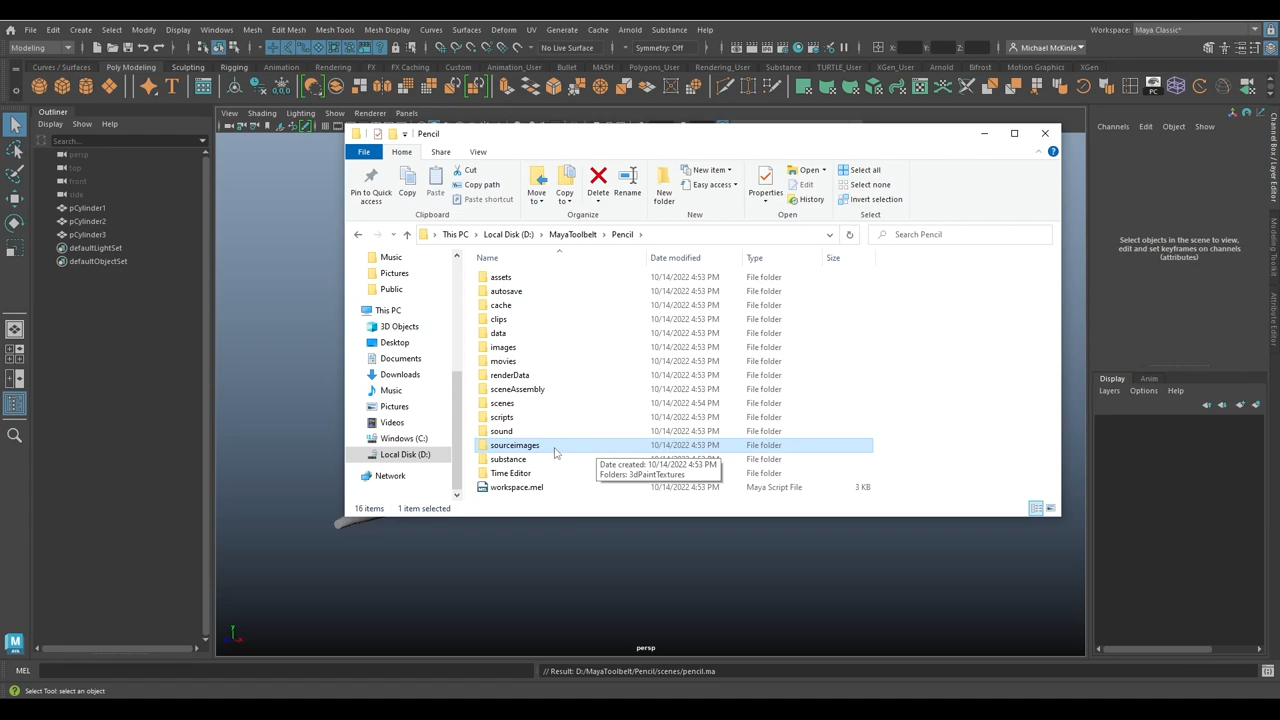 File Edit Create Select Modify Display Windows Mesh Edit Mesh Mesh Tools Mesh Display Curves Surfaces Deform UV Generate Cache Arnold Substance Help
Workspace: Maya Classic*
Modeling
No Live Surface
Symmetry: Off
X:
Y:
Z:
Michael McKinle
Curves / Surfaces Poly Modeling Sculpting Rigging Animation Rendering FX FX Caching Custom Animation_User Bullet MASH Polygons_User Rendering_User Substance TURTLE_User XGen_User Arnold Bifrost Motion Graphics XGen
PC
Outliner
Display Show Help
Search...
persp
top
front
side
pCylinder1
pCylinder2
pCylinder3
defaultLightSet
defaultObjectSet
View Shading Lighting Show Renderer Panels
Pencil
File Home Share View
Pin to Quick access
Copy
Paste
Cut
Copy path
Paste shortcut
Clipboard
Move to
Copy to
Delete
Rename
Organize
New folder
New item
Easy access
New
Properties
Open
Edit
History
Open
Select all
Select none
Invert selection
Select
This PC > Local Disk (D:) > MayaToolbelt > Pencil >
Search Pencil
Music
Pictures
Public
This PC
3D Objects
Desktop
Documents
Downloads
Music
Pictures
Videos
Windows (C:)
Local Disk (D:)
Network
Name Date modified Type Size
assets 10/14/2022 4:53 PM File folder
autosave 10/14/2022 4:53 PM File folder
cache 10/14/2022 4:53 PM File folder
clips 10/14/2022 4:53 PM File folder
data 10/14/2022 4:53 PM File folder
images 10/14/2022 4:53 PM File folder
movies 10/14/2022 4:53 PM File folder
renderData 10/14/2022 4:53 PM File folder
sceneAssembly 10/14/2022 4:53 PM File folder
scenes 10/14/2022 4:54 PM File folder
scripts 10/14/2022 4:53 PM File folder
sound 10/14/2022 4:53 PM File folder
sourceimages 10/14/2022 4:53 PM File folder
substance File folder
Time Editor File folder
workspace.mel 10/14/2022 4:53 PM Maya Script File 3 KB
Date created: 10/14/2022 4:53 PM
Folders: 3dPaintTextures
16 items 1 item selected
Channels Edit Object Show
Select objects in the scene to view,
edit and set keyframes on channels
(attributes)
Display Anim
Layers Options Help
Channel Box / Layer Editor
Modeling Toolkit
Attribute Editor
y
x
persp
M
MEL
// Result: D:/MayaToolbelt/Pencil/scenes/pencil.ma
Select Tool: select an object